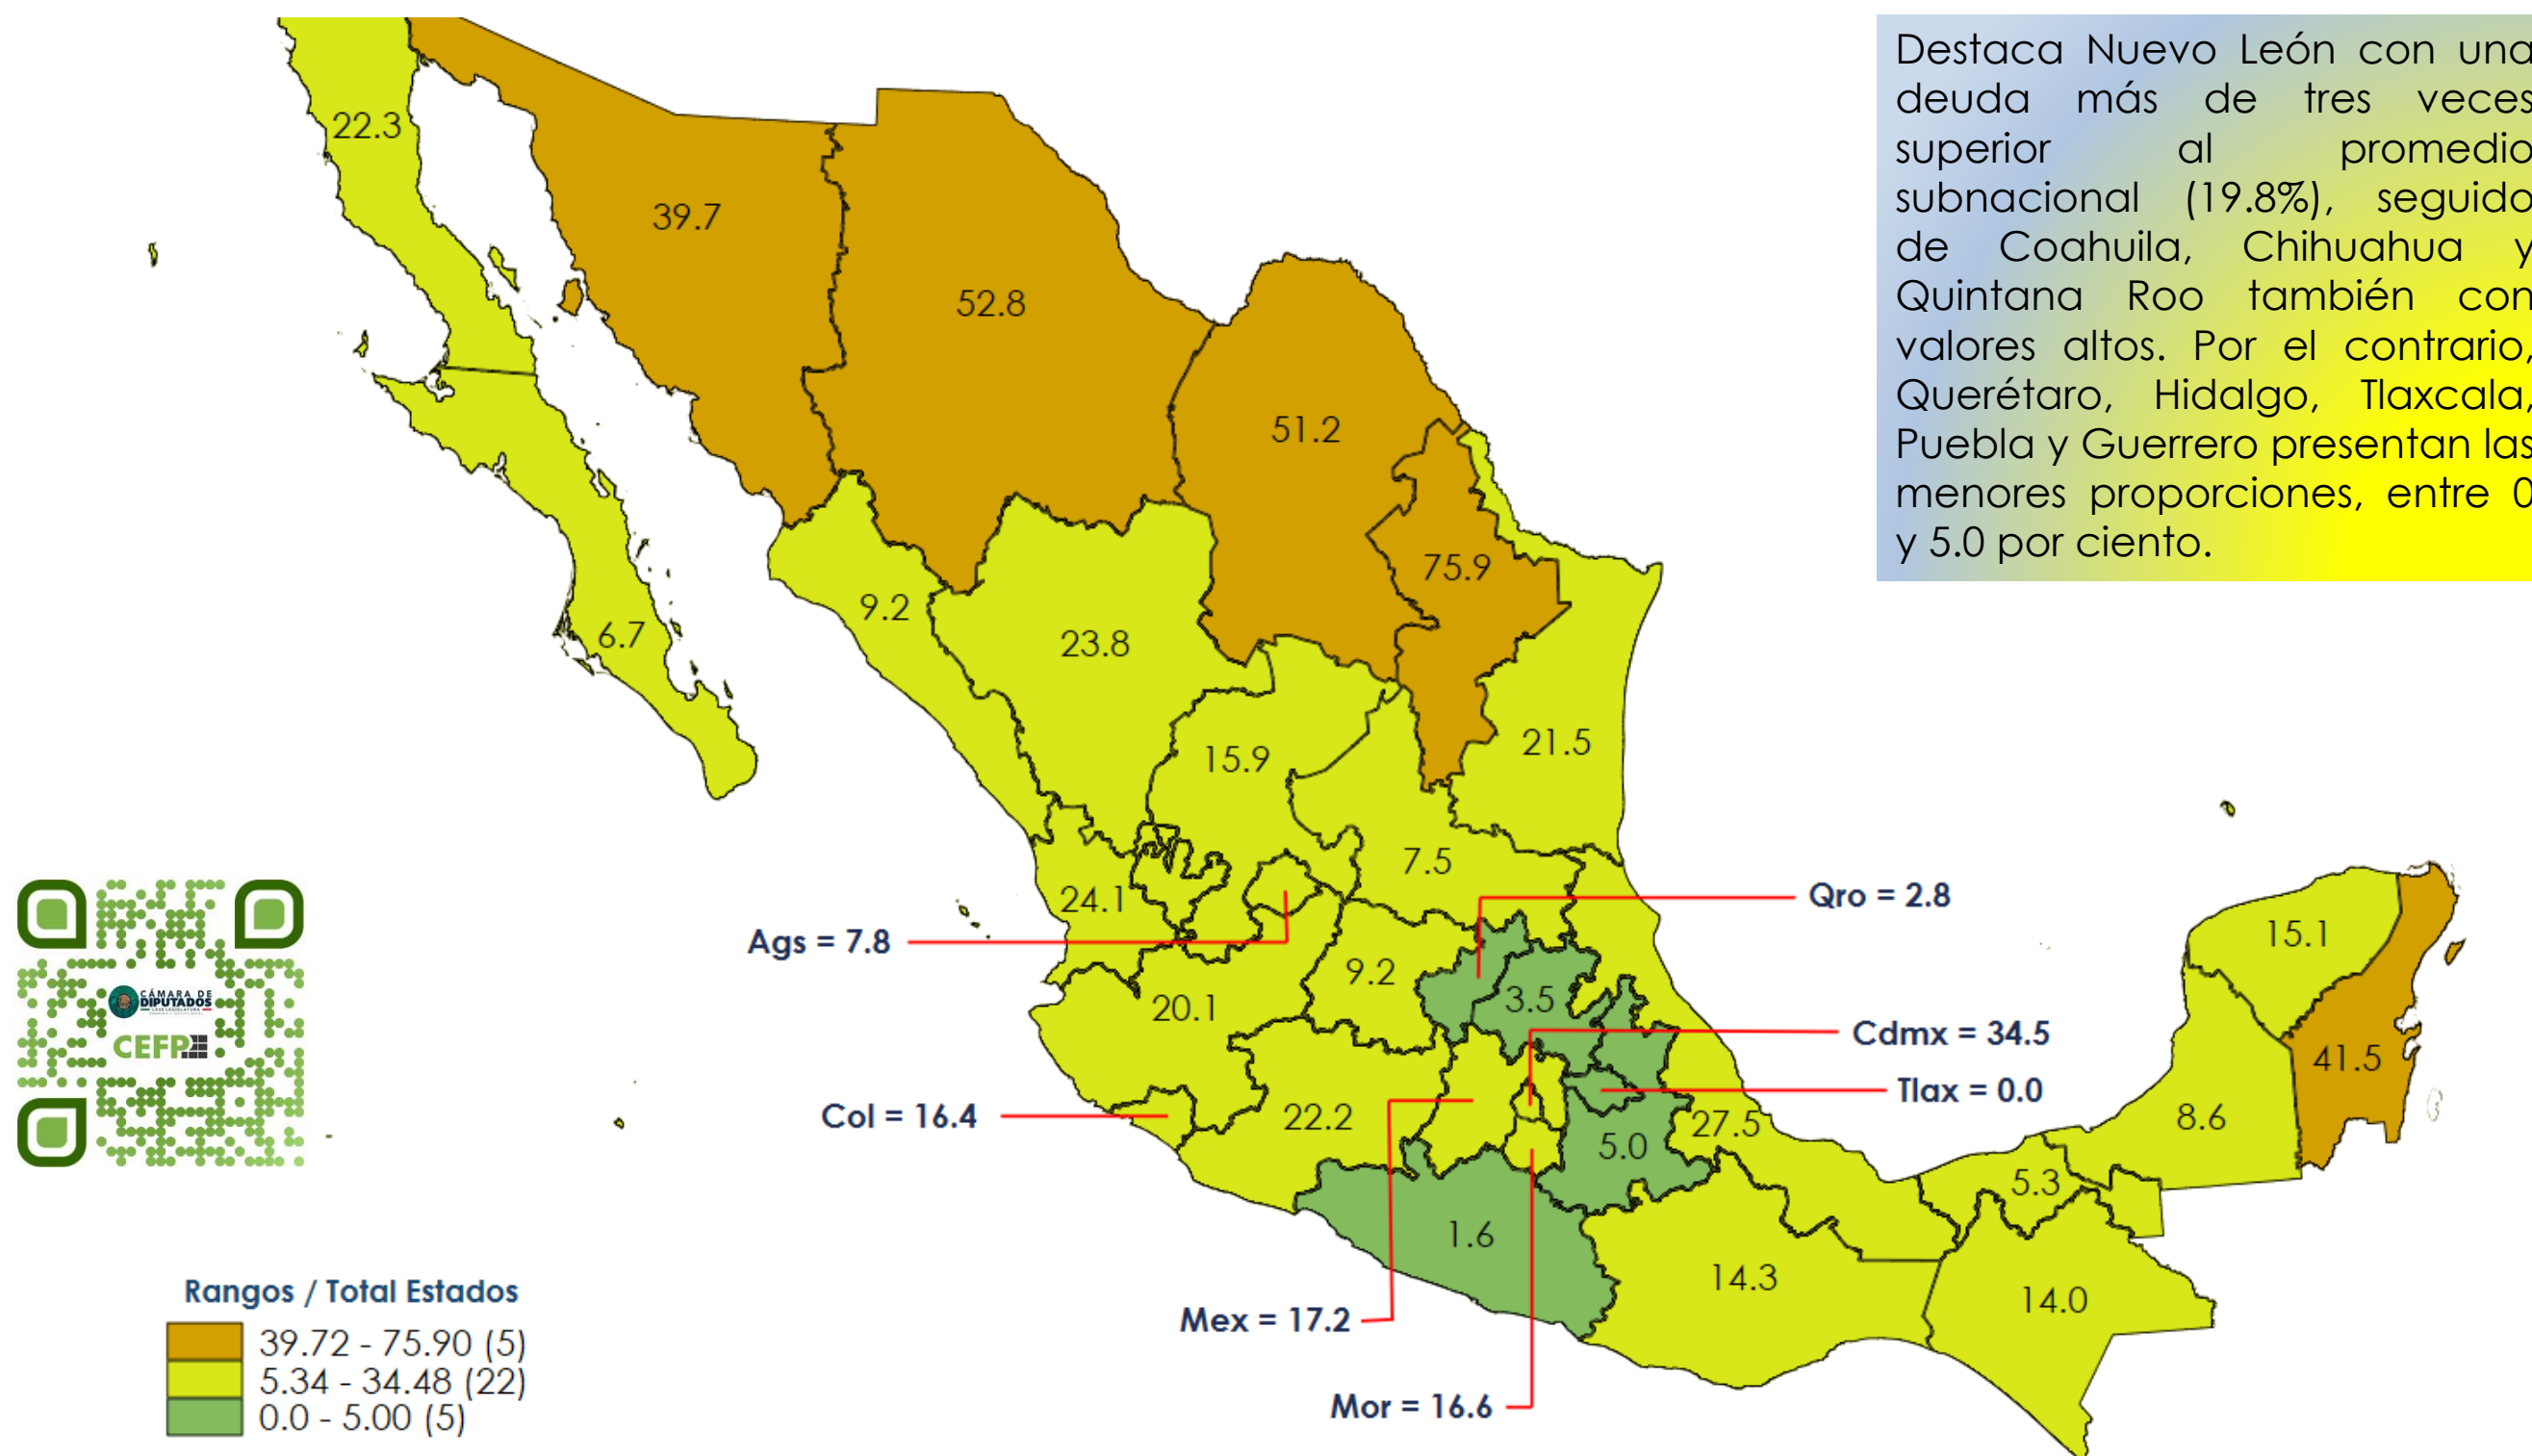 Destaca Nuevo León con una
deuda más de tres veces
superior al promedio
subnacional (19.8%), seguido
de Coahuila, Chihuahua y
Quintana Roo también con
valores altos. Por el contrario,
Querétaro, Hidalgo, Tlaxcala,
Puebla y Guerrero presentan las
menores proporciones, entre 0
y 5.0 por ciento.
22.3
39.7
52.8
51.2
75.9
9.2
6.7
23.8
21.5
15.9
7.5
24.1
Qro = 2.8
Ags = 7.8
15.1
9.2
3.5
20.1
Cdmx = 34.5
41.5
Tlax = 0.0
Col = 16.4
22.2
27.5
8.6
5.0
5.3
1.6
14.3
14.0
Mex = 17.2
Mor = 16.6
CÁMARA DE
DIPUTADOS
CEFP
Rangos / Total Estados
39.72 - 75.90 (5)
5.34 - 34.48 (22)
0.0 - 5.00 (5)